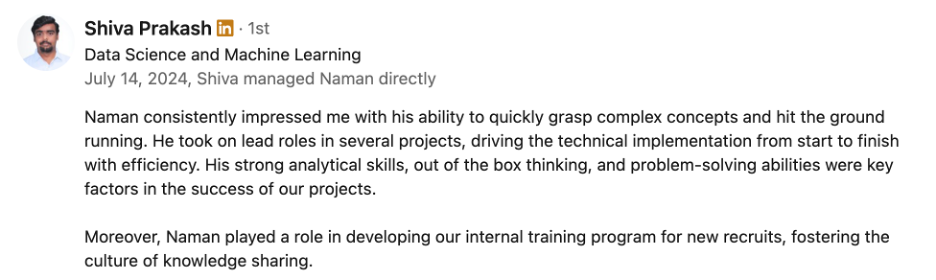 Shiva Prakash in · 1st
Data Science and Machine Learning
July 14, 2024, Shiva managed Naman directly
Naman consistently impressed me with his ability to quickly grasp complex concepts and hit the ground
running. He took on lead roles in several projects, driving the technical implementation from start to finish
with efficiency. His strong analytical skills, out of the box thinking, and problem-solving abilities were key
factors in the success of our projects.
Moreover, Naman played a role in developing our internal training program for new recruits, fostering the
culture of knowledge sharing.